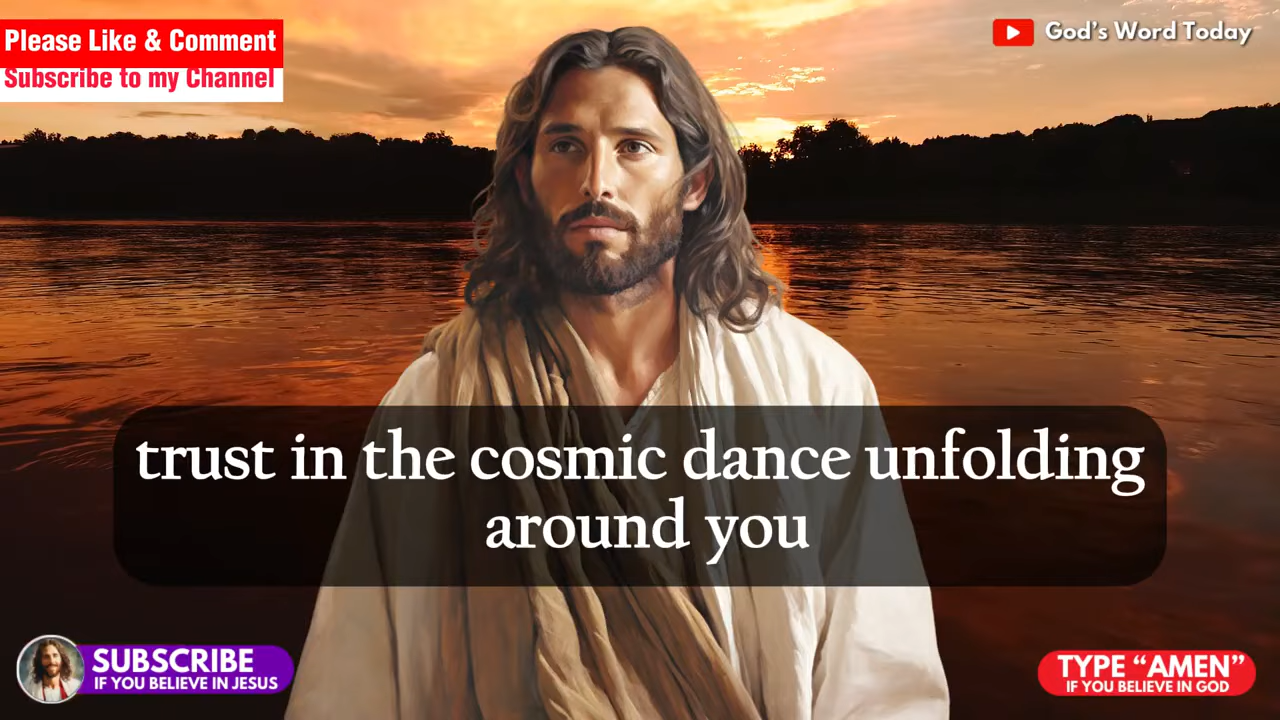 Please Like & Comment
Subscribe to my Channel
God's Word Today
trust in the cosmic dance unfolding
around you
SUBSCRIBE
IF YOU BELIEVE IN JESUS
TYPE “AMEN”
IF YOU BELIEVE IN GOD